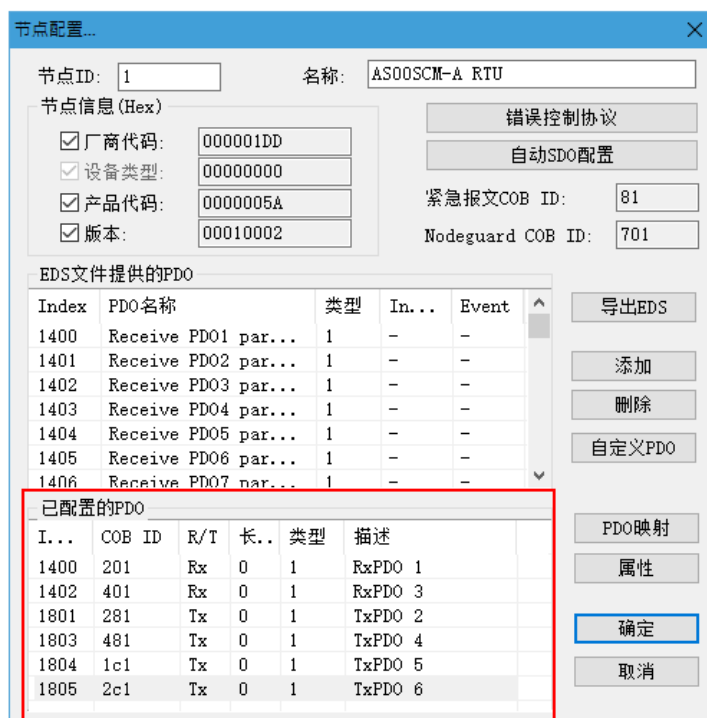 节点配置...
节点ID: 1
名称: AS00SCM-A RTU
节点信息(Hex)
厂商代码: 000001DD
设备类型: 00000000
产品代码: 0000005A
版本: 00010002
错误控制协议
自动SDO配置
紧急报文COB ID: 81
Nodeguard COB ID: 701
EDS文件提供的PDO
Index PDO名称 类型 In... Event
1400 Receive PDO1 par... 1 - -
1401 Receive PDO2 par... 1 - -
1402 Receive PDO3 par... 1 - -
1403 Receive PDO4 par... 1 - -
1404 Receive PDO5 par... 1 - -
1405 Receive PDO6 par... 1 - -
1406 Receive PDO7 par... 1 - -
导出EDS
添加
删除
自定义PDO
已配置的PDO
I... COB ID R/T 长.. 类型 描述
1400 201 Rx 0 1 RxPDO 1
1402 401 Rx 0 1 RxPDO 3
1801 281 Tx 0 1 TxPDO 2
1803 481 Tx 0 1 TxPDO 4
1804 1c1 Tx 0 1 TxPDO 5
1805 2c1 Tx 0 1 TxPDO 6
PDO映射
属性
确定
取消